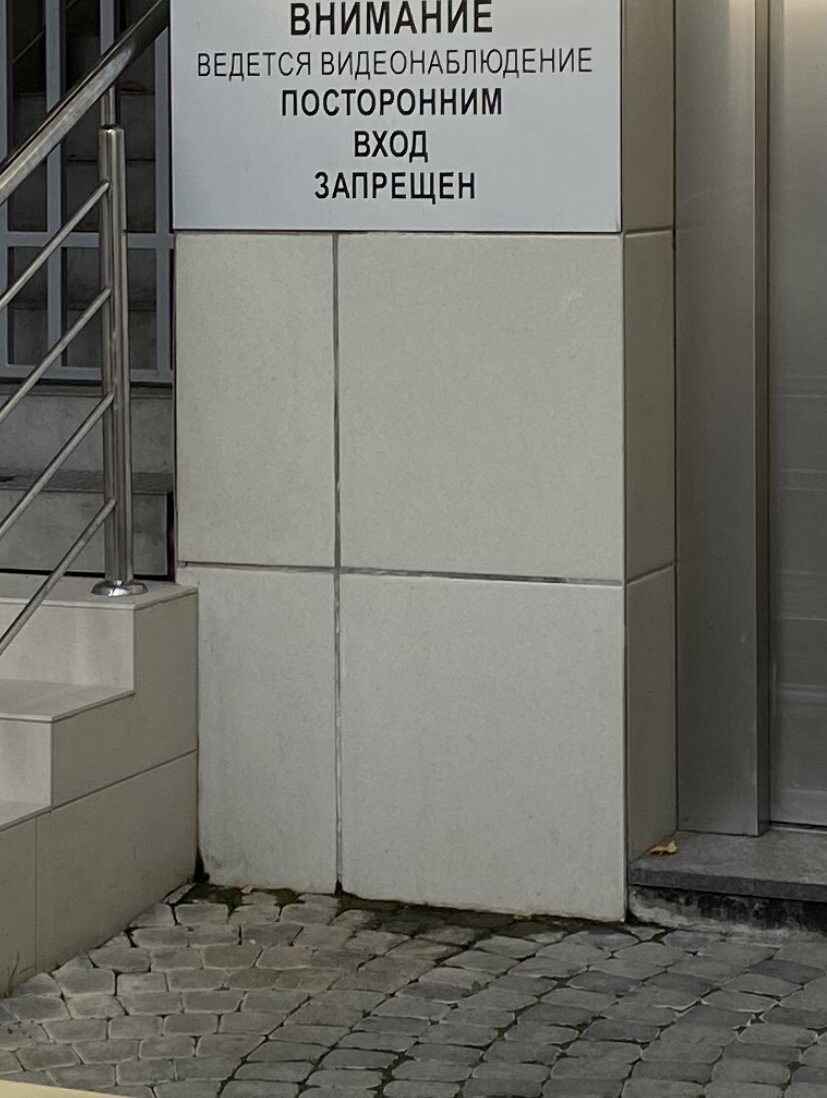 ВНИМАНИЕ
ВЕДЕТСЯ ВИДЕОНАБЛЮДЕНИЕ
ПОСТОРОННИМ
ВХОД
ЗАПРЕЩЕН